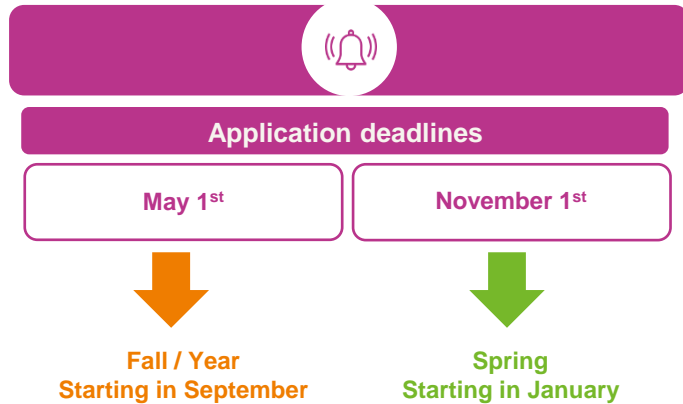 Application deadlines
May 1st
November 1st
Fall / Year
Starting in September
Spring
Starting in January